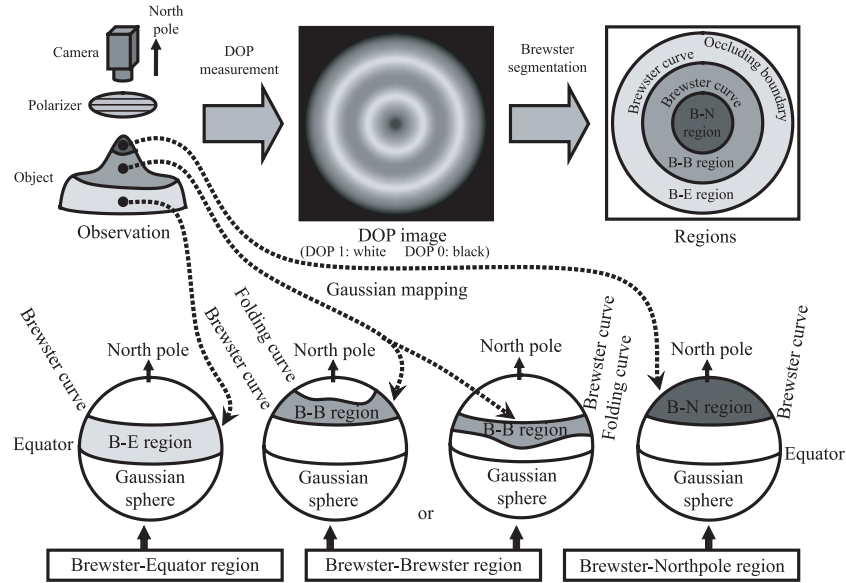 North
pole
Camera
Polarizer
Object
Observation
DOP
measurement
DOP image
(DOP 1: white DOP 0: black)
Brewster
segmentation
Occluding boundary
Brewster curve
Brewster curve
B-N
region
B-B region
B-E region
Regions
Gaussian mapping
Brewster curve
North pole
B-E region
Equator
Gaussian
sphere
Folding curve
Brewster curve
North pole
B-B region
Gaussian
sphere
or
North pole
Brewster curve
Folding curve
B-B region
Gaussian
sphere
North pole
Brewster curve
B-N region
Equator
Gaussian
sphere
Brewster-Equator region
Brewster-Brewster region
Brewster-Northpole region